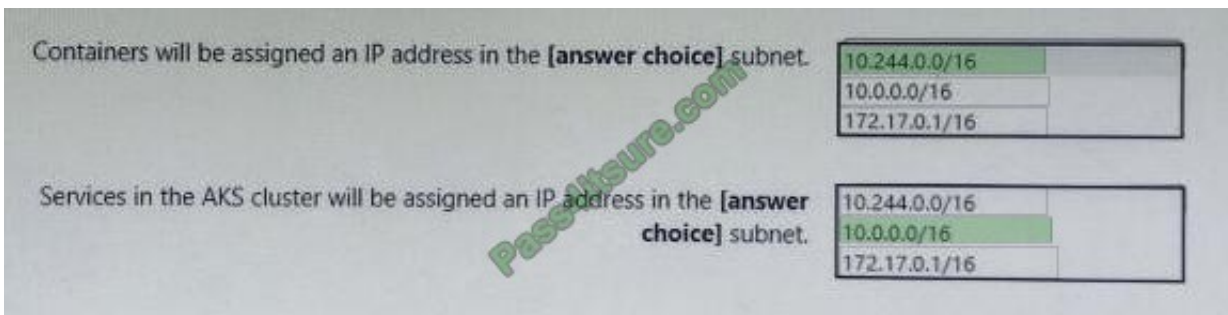 Containers will be assigned an IP address in the [answer choice] subnet.
10.244.0.0/16
10.0.0.0/16
172.17.0.1/16
Services in the AKS cluster will be assigned an IP address in the [answer
choice] subnet.
10.244.0.0/16
10.0.0.0/16
172.17.0.1/16
Pass4itsure.com